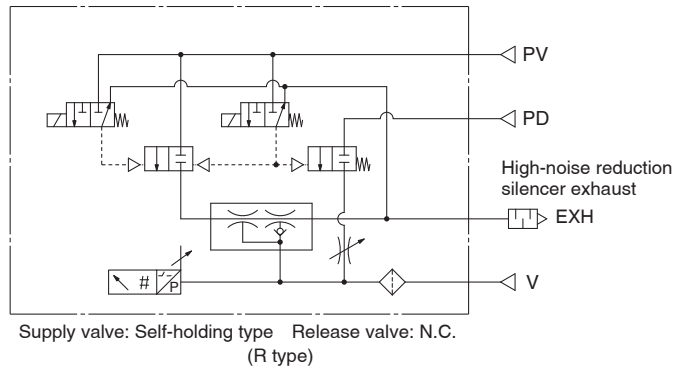 PV
PD
High-noise reduction
silencer exhaust
EXH
# P
V
Supply valve: Self-holding type Release valve: N.C.
(R type)